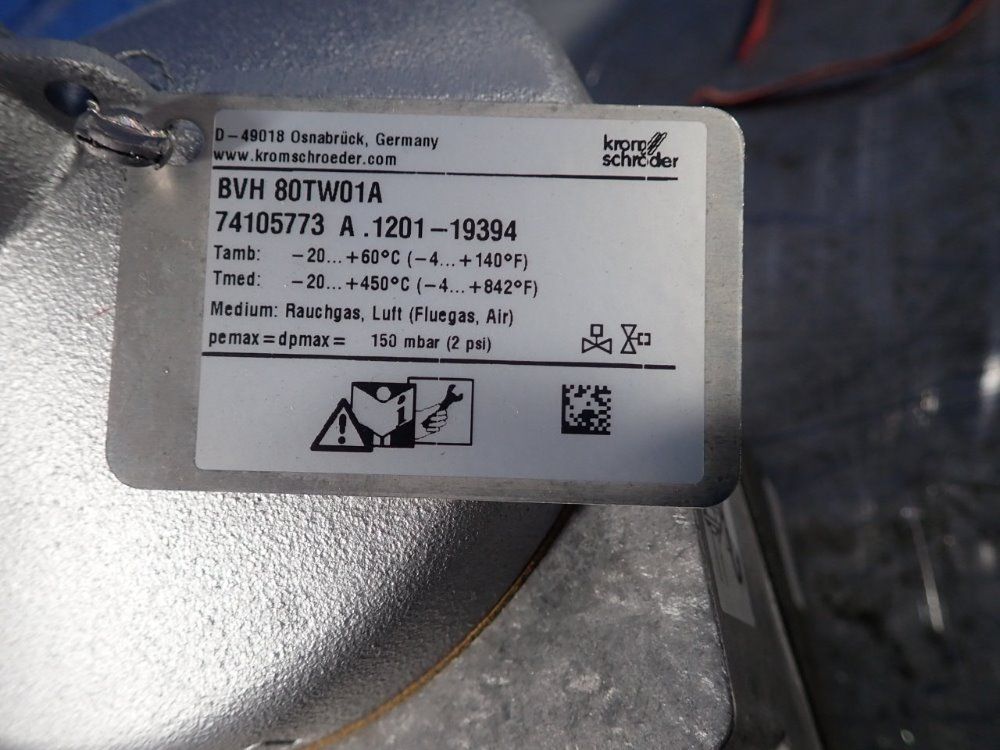 D-49018 Osnabrück, Germany
www.kromschroeder.com
krom
schröder
BVH 80TW01A
74105773 A .1201-19394
Tamb: -20...+60°C (-4...+140°F)
Tmed: -20...+450°C (-4...+842°F)
Medium: Rauchgas, Luft (Fluegas, Air)
pemax=dpmax= 150 mbar (2 psi)